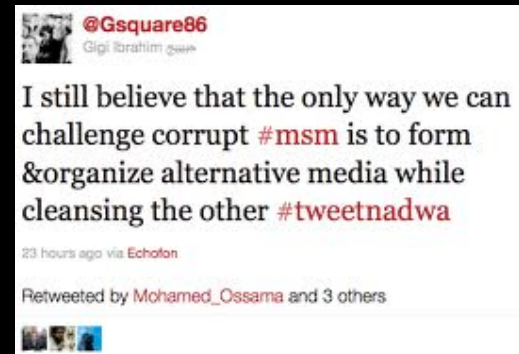 @Gsquare86
Gigi Ibrahim
I still believe that the only way we can
challenge corrupt #msm is to form
&organize alternative media while
cleansing the other #tweetnadwa
23 hours ago via Echofon
Retweeted by Mohamed_Ossama and 3 others